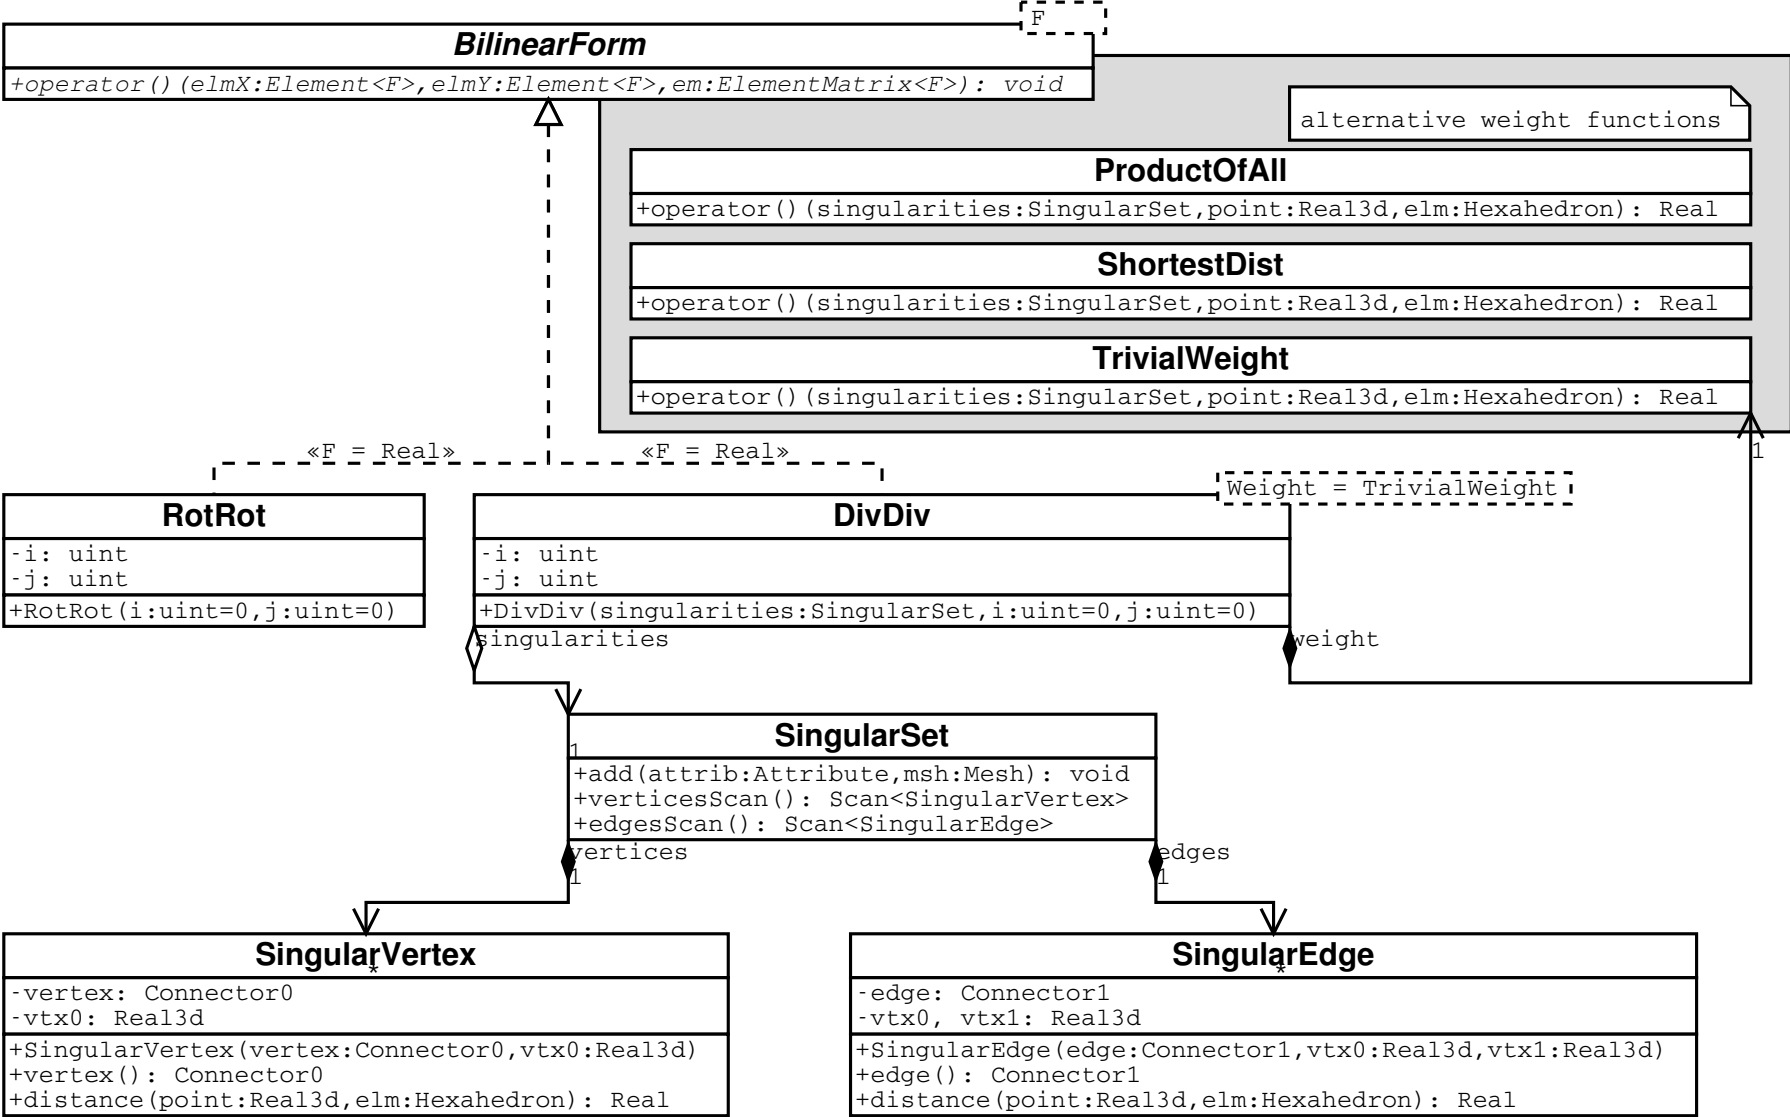 F
BilinearForm
+operator()(elmX:Element<F>,elmY:Element<F>,em:ElementMatrix<F>): void
alternative weight functions
ProductOfAll
+operator()(singularities:SingularSet,point:Real3d,elm:Hexahedron): Real
ShortestDist
+operator()(singularities:SingularSet,point:Real3d,elm:Hexahedron): Real
TrivialWeight
+operator()(singularities:SingularSet,point:Real3d,elm:Hexahedron): Real
«F = Real»
«F = Real»
1
Weight = TrivialWeight
RotRot
-i: uint
-j: uint
+RotRot(i:uint=0,j:uint=0)
DivDiv
-i: uint
-j: uint
+DivDiv(singularities:SingularSet,i:uint=0,j:uint=0)
singularities
weight
SingularSet
1
+add(attrib:Attribute,msh:Mesh): void
+verticesScan(): Scan<SingularVertex>
+edgesScan(): Scan<SingularEdge>
vertices
1
edges
1
SingularVertex
*
-vertex: Connector0
-vtx0: Real3d
+SingularVertex(vertex:Connector0,vtx0:Real3d)
+vertex(): Connector0
+distance(point:Real3d,elm:Hexahedron): Real
SingularEdge
*
-edge: Connector1
-vtx0, vtx1: Real3d
+SingularEdge(edge:Connector1,vtx0:Real3d,vtx1:Real3d)
+edge(): Connector1
+distance(point:Real3d,elm:Hexahedron): Real